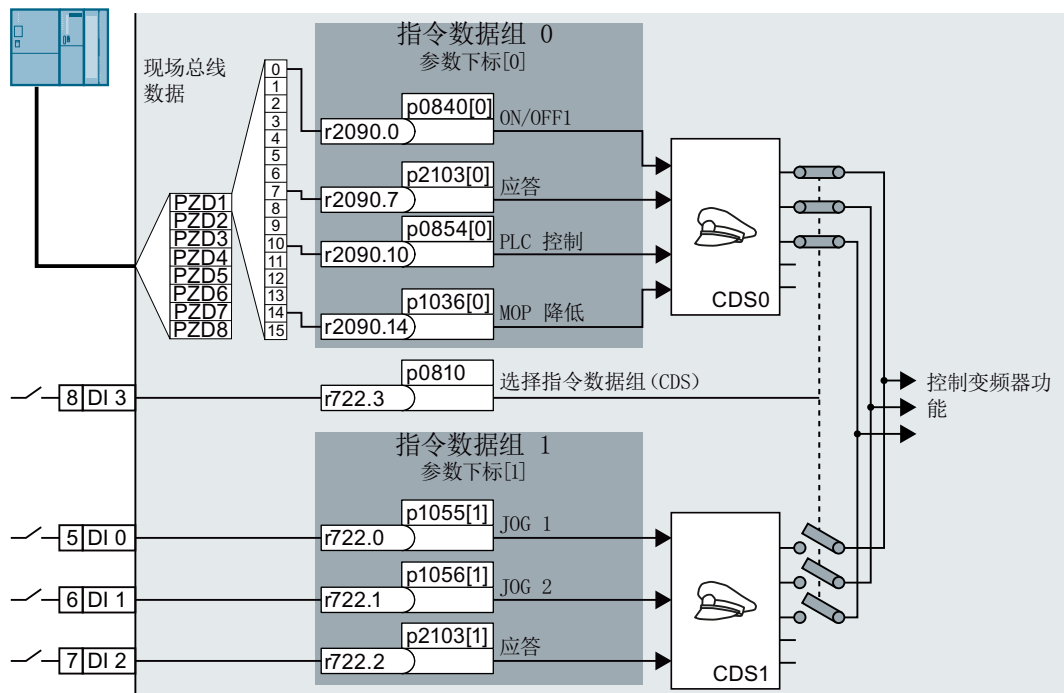 指令数据组 0
参数下标[0]
现场总线
数据
0
1
2
3
4
5
6
7
8
9
10
11
12
13
14
15
PZD1
PZD2
PZD3
PZD4
PZD5
PZD6
PZD7
PZD8
p0840[0]
ON/OFF1
r2090.0
p2103[0]
应答
r2090.7
p0854[0]
PLC 控制
r2090.10
p1036[0]
MOP 降低
r2090.14
CDS0
p0810
选择指令数据组(CDS)
8 DI 3
r722.3
控制变频器功
能
指令数据组 1
参数下标[1]
p1055[1]
JOG 1
5 DI 0
r722.0
p1056[1]
JOG 2
6 DI 1
r722.1
p2103[1]
应答
7 DI 2
r722.2
CDS1